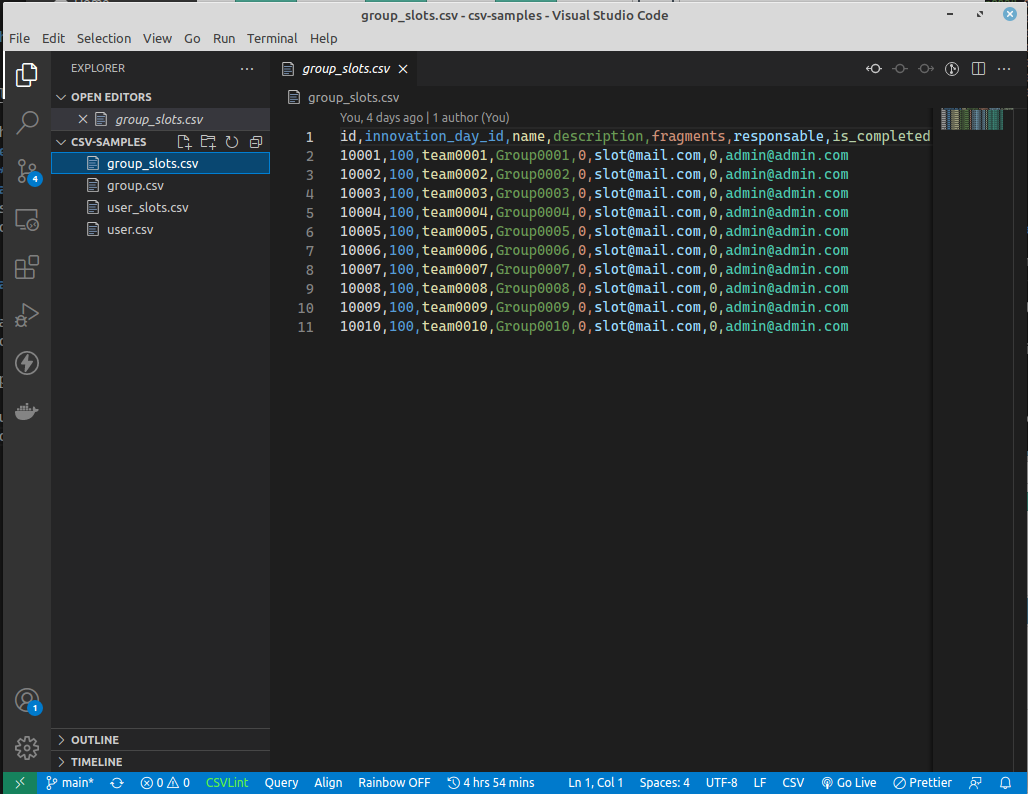 group_slots.csv - csv-samples - Visual Studio Code
File Edit Selection View Go Run Terminal Help
EXPLORER
OPEN EDITORS
group_slots.csv
CSV-SAMPLES
group_slots.csv
group.csv
user_slots.csv
user.csv
4
1
OUTLINE
TIMELINE
group_slots.csv
group_slots.csv
You, 4 days ago | 1 author (You)
1 id,innovation_day_id,name,description,fragments,responsable,is_completed
2 10001,100,team0001,Group0001,0,slot@mail.com,0,admin@admin.com
3 10002,100,team0002,Group0002,0,slot@mail.com,0,admin@admin.com
4 10003,100,team0003,Group0003,0,slot@mail.com,0,admin@admin.com
5 10004,100,team0004,Group0004,0,slot@mail.com,0,admin@admin.com
6 10005,100,team0005,Group0005,0,slot@mail.com,0,admin@admin.com
7 10006,100,team0006,Group0006,0,slot@mail.com,0,admin@admin.com
8 10007,100,team0007,Group0007,0,slot@mail.com,0,admin@admin.com
9 10008,100,team0008,Group0008,0,slot@mail.com,0,admin@admin.com
10 10009,100,team0009,Group0009,0,slot@mail.com,0,admin@admin.com
11 10010,100,team0010,Group0010,0,slot@mail.com,0,admin@admin.com
main* 0 0 CSVLint Query Align Rainbow OFF 4 hrs 54 mins Ln 1, Col 1 Spaces: 4 UTF-8 LF CSV Go Live Prettier